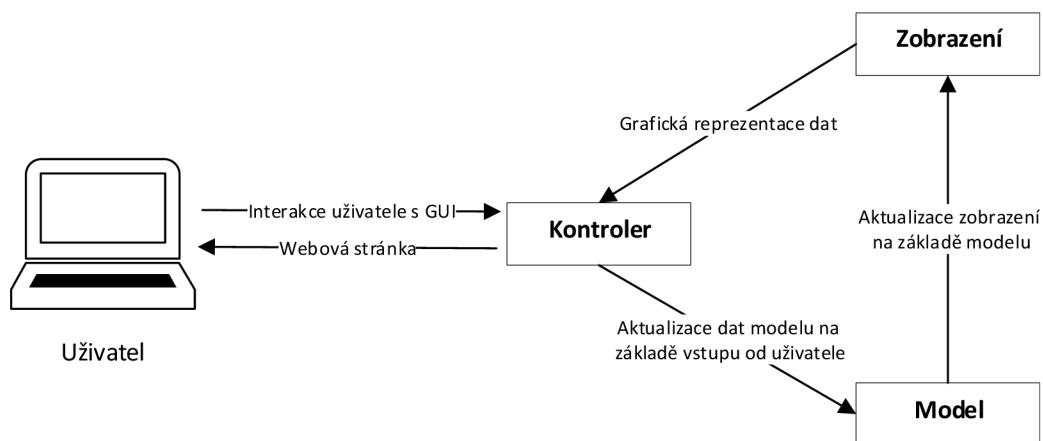 Zobrazení
Grafická reprezentace dat
Interakce uživatele s GUI
Kontroler
Aktualizace zobrazení
na základě modelu
Webová stránka
Aktualizace dat modelu na
základě vstupu od uživatele
Uživatel
Model